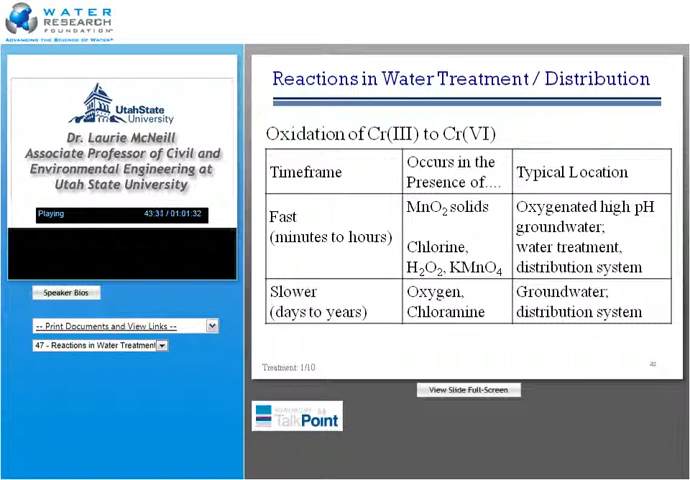 WATER
RESEARCH
FOUNDATION
ADVANCING THE SCIENCE OF WATER
UtahState
University
Dr. Laurie McNeill
Associate Professor of Civil and
Environmental Engineering at
Utah State University
Playing 43:31 / 01:01:32
Speaker Bios
-- Print Documents and View Links --
47 - Reactions in Water Treatment
Reactions in Water Treatment / Distribution
Oxidation of Cr(III) to Cr(VI)
Timeframe
Occurs in the
Presence of....
Typical Location
Fast
(minutes to hours)
MnO2 solids
Chlorine,
H2O2, KMnO4
Oxygenated high pH
groundwater;
water treatment,
distribution system
Slower
(days to years)
Oxygen,
Chloramine
Groundwater;
distribution system
Treatment: 1/10
View Slide Full-Screen
TalkPoint